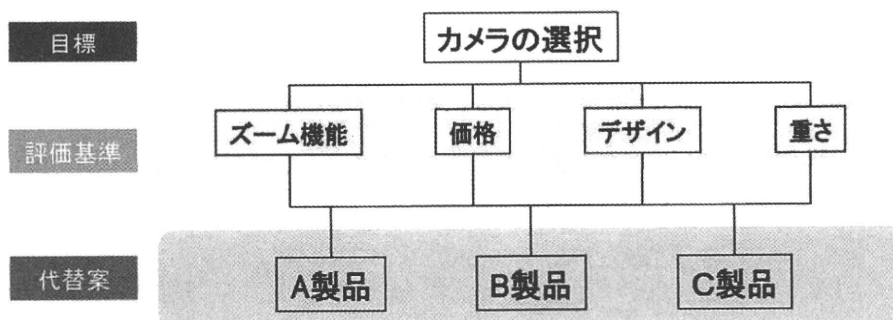 目標
カメラの選択
評価基準
ズーム機能
価格
デザイン
重さ
代替案
A製品
B製品
C製品